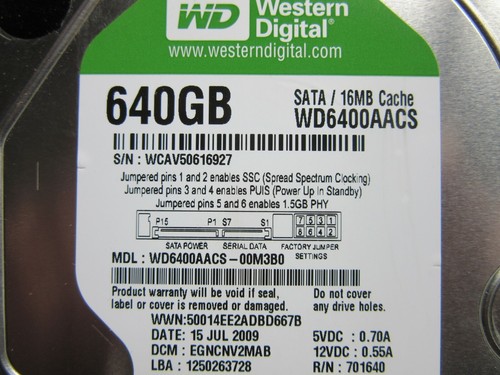 WD Western
Digital®
www.westerndigital.com
640GB
SATA / 16MB Cache
WD6400AACS
S/N : WCAV50616927
Jumpered pins 1 and 2 enables SSC (Spread Spectrum Clocking)
Jumpered pins 3 and 4 enables PUIS (Power Up In Standby)
Jumpered pins 5 and 6 enables 1.5GB PHY
P15 P1 S7 S1 7 5 3 1
8 6 4 2
SATA POWER SERIAL DATA FACTORY JUMPER
SETTINGS
MDL : WD6400AACS-00M3B0
Product warranty will be void if seal,
label or cover is removed or damaged.
Do not cover
any drive holes.
WWN:50014EE2ADBD667B
DATE: 15 JUL 2009 5VDC : 0.70A
DCM : EGNCNV2MAB 12VDC : 0.55A
LBA : 1250263728 R/N : 701640